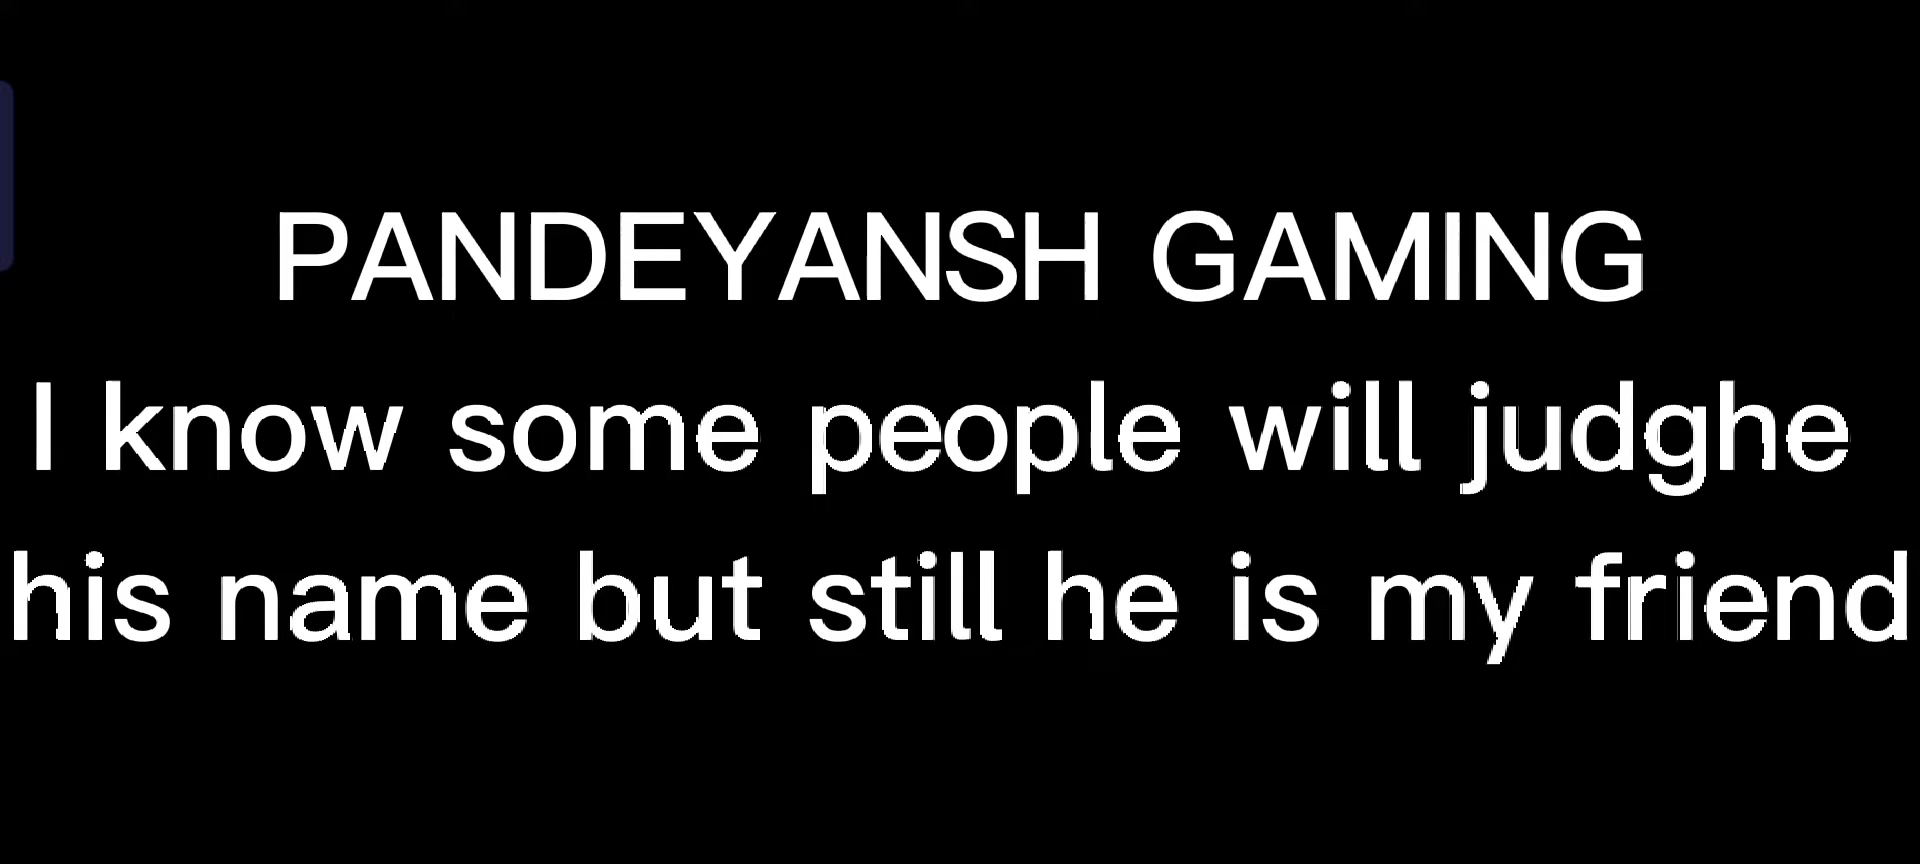 PANDEYANSH GAMING
I know some people will judghe
his name but still he is my friend